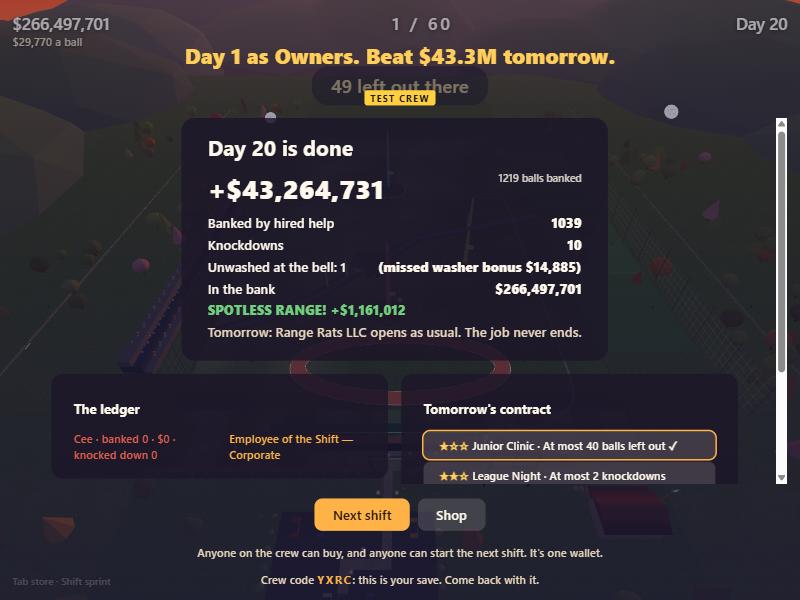 $266,497,701
1 / 60
Day 20
$29,770 a ball
Day 1 as Owners. Beat $43.3M tomorrow.
49 left out there
TEST CREW
Day 20 is done
+$43,264,731
1219 balls banked
Banked by hired help 1039
Knockdowns 10
Unwashed at the bell: 1 (missed washer bonus $14,885)
In the bank $266,497,701
SPOTLESS RANGE! +$1,161,012
Tomorrow: Range Rats LLC opens as usual. The job never ends.
The ledger
Cee · banked 0 · $0 ·
knocked down 0
Employee of the Shift —
Corporate
Tomorrow's contract
★☆☆ Junior Clinic · At most 40 balls left out ✓
★★☆ League Night · At most 2 knockdowns
Next shift
Shop
Anyone on the crew can buy, and anyone can start the next shift. It's one wallet.
Crew code YXRC: this is your save. Come back with it.
Tab store · Shift sprint